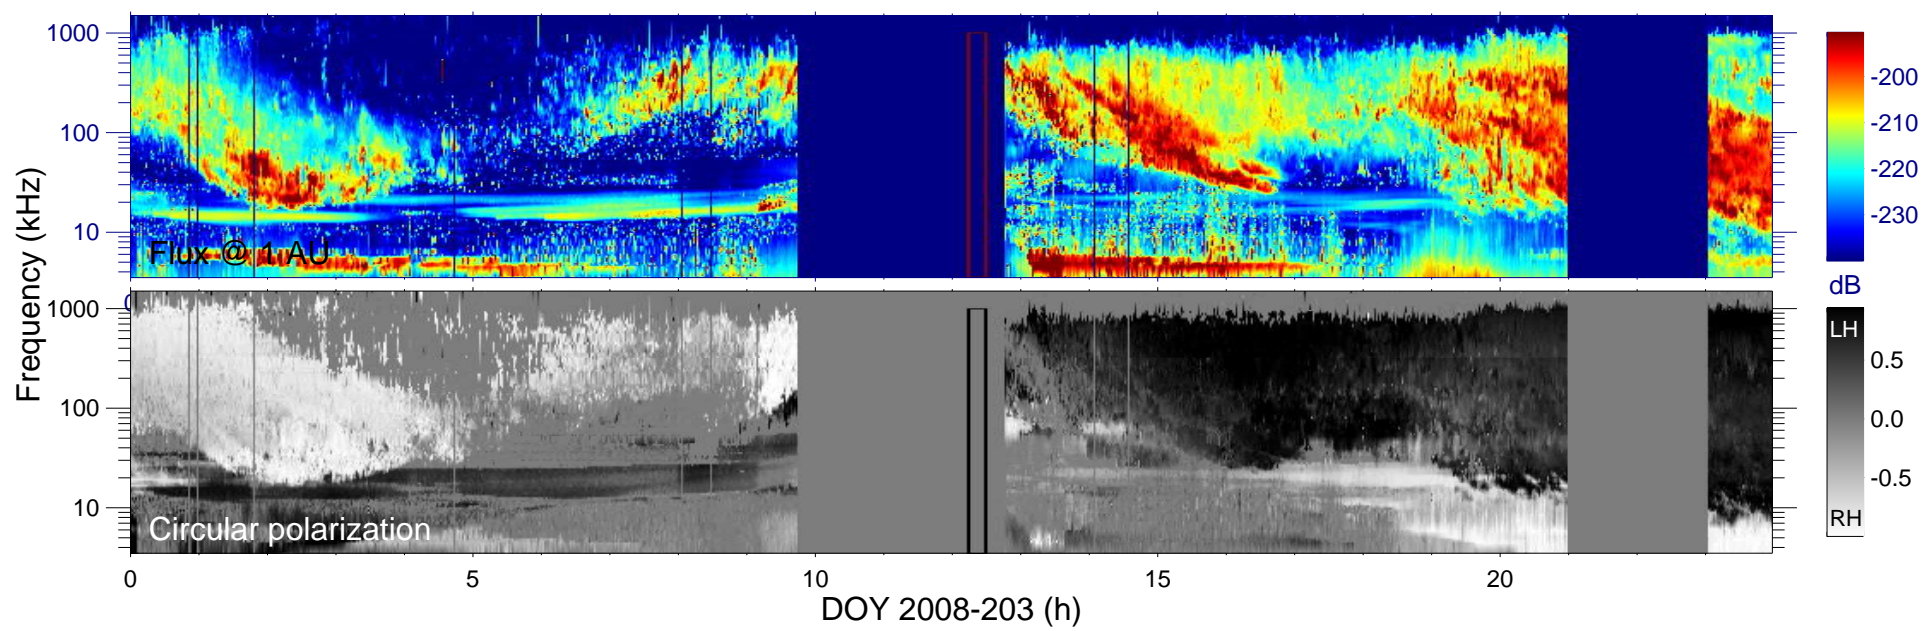 1000
100
10
Flux @ 1 AU
-200
-210
-220
-230
dB
Frequency (kHz)
0
1000
100
10
Circular polarization
LH
0.5
0.0
-0.5
RH
0
5
10
15
20
DOY 2008-203 (h)